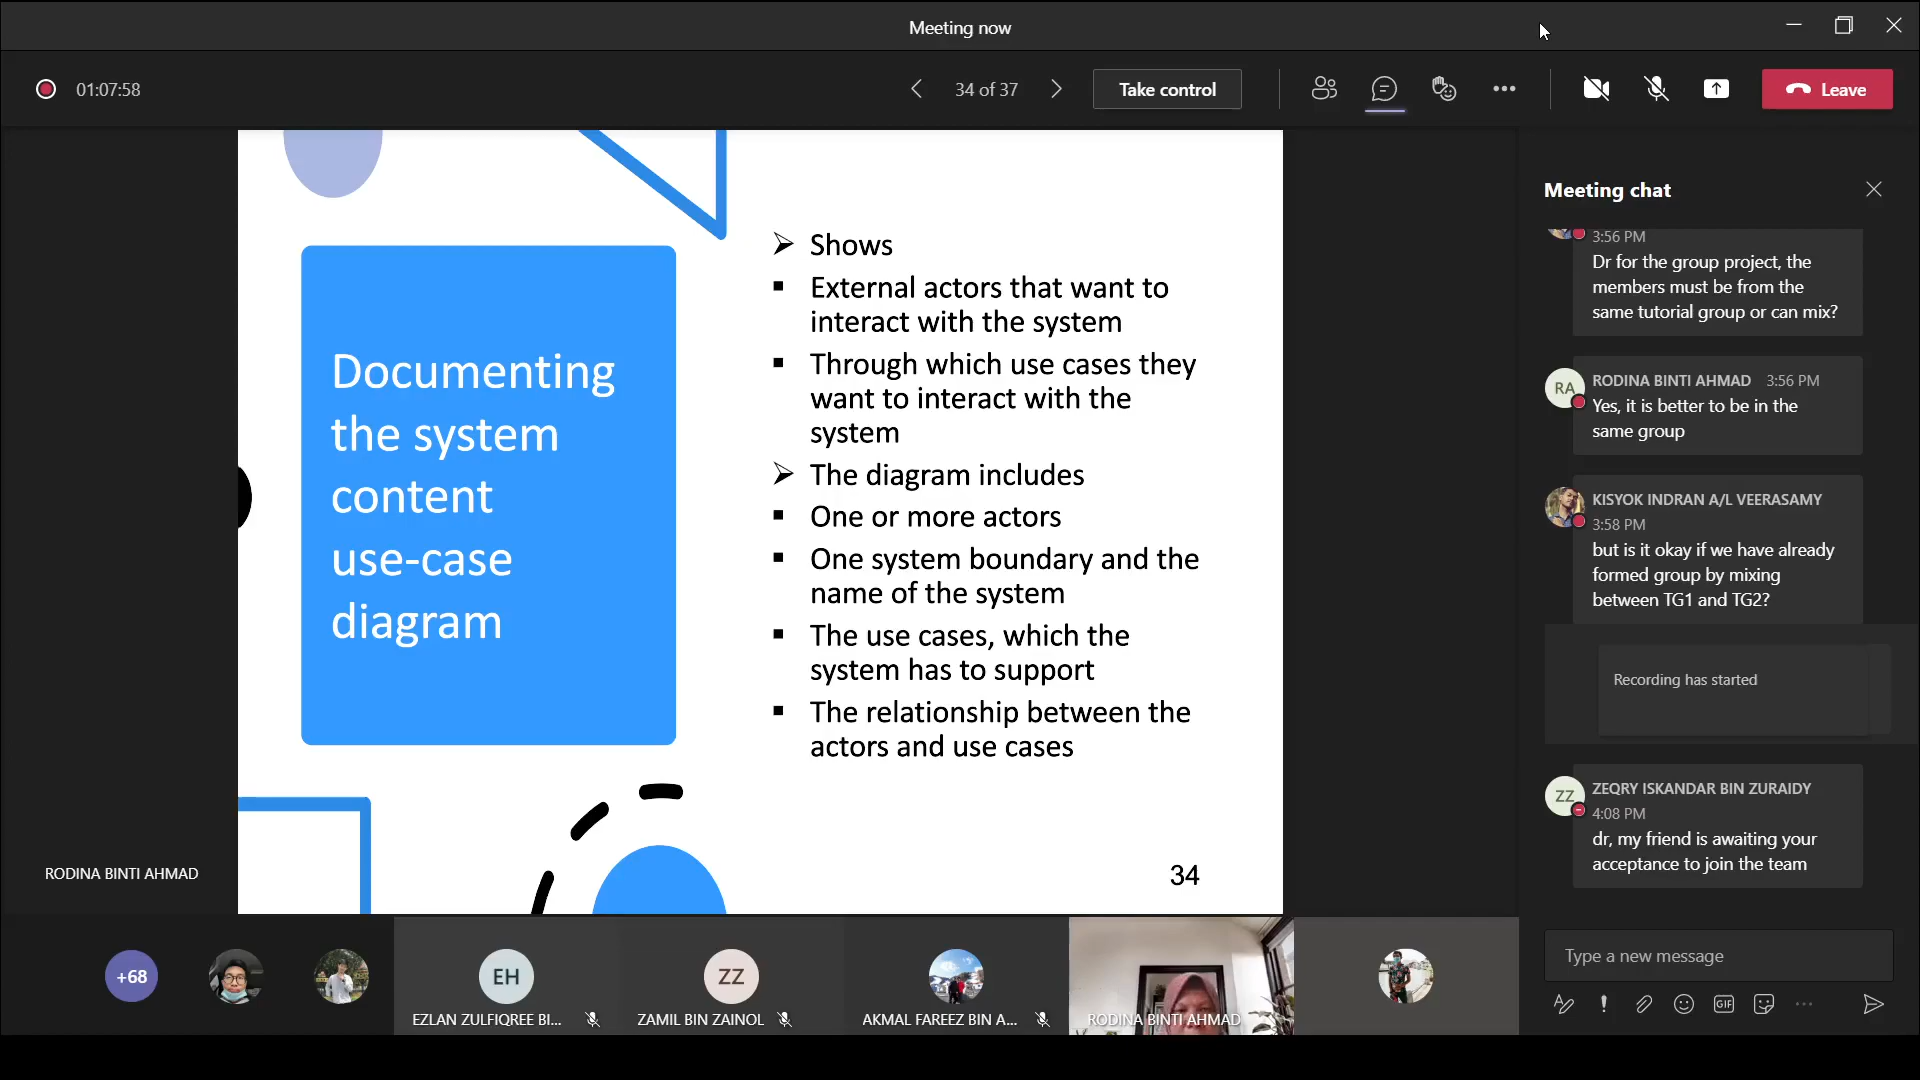 Meeting now
01:07:58
34 of 37
Take control
Leave
Documenting
the system
content
use-case
diagram
➢ Shows
▪ External actors that want to
interact with the system
▪ Through which use cases they
want to interact with the
system
➢ The diagram includes
▪ One or more actors
▪ One system boundary and the
name of the system
▪ The use cases, which the
system has to support
▪ The relationship between the
actors and use cases
34
RODINA BINTI AHMAD
+68
EH
EZLAN ZULFIQREE BI...
ZZ
ZAMIL BIN ZAINOL
AKMAL FAREEZ BIN A...
RODINA BINTI AHMAD
Meeting chat
3:56 PM
Dr for the group project, the
members must be from the
same tutorial group or can mix?
RA
RODINA BINTI AHMAD 3:56 PM
Yes, it is better to be in the
same group
KISYOK INDRAN A/L VEERASAMY
3:58 PM
but is it okay if we have already
formed group by mixing
between TG1 and TG2?
Recording has started
ZZ
ZEQRY ISKANDAR BIN ZURAIDY
4:08 PM
dr, my friend is awaiting your
acceptance to join the team
Type a new message
GIF